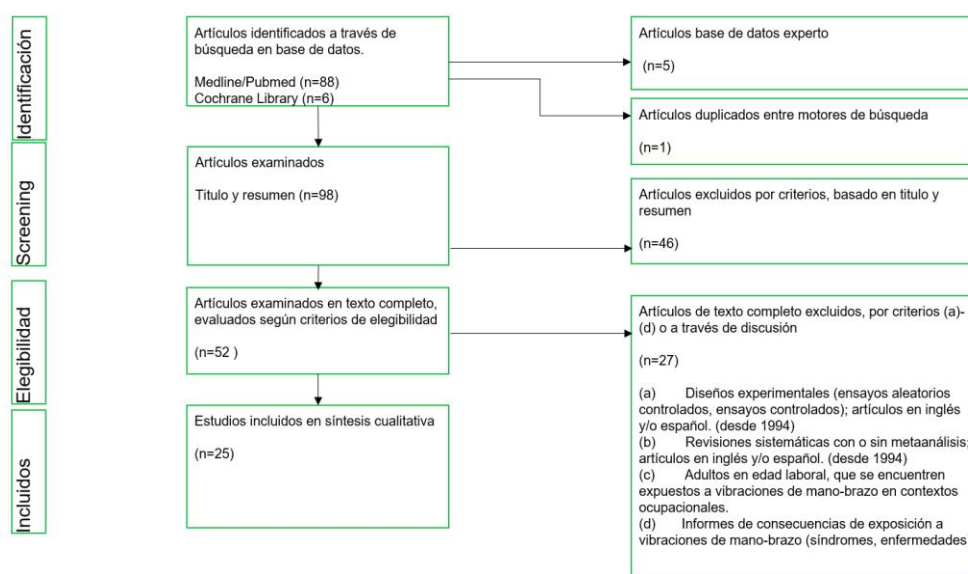 Identificación
Artículos identificados a través de
búsqueda en base de datos.
Medline/Pubmed (n=88)
Cochrane Library (n=6)
Artículos base de datos experto
(n=5)
Artículos duplicados entre motores de búsqueda
(n=1)
Screening
Artículos examinados
Titulo y resumen (n=98)
Artículos excluidos por criterios, basado en titulo y
resumen
(n=46)
Elegibilidad
Artículos examinados en texto completo,
evaluados según criterios de elegibilidad
(n=52 )
Artículos de texto completo excluidos, por criterios (a)-
(d) o a través de discusión
(n=27)
(a) Diseños experimentales (ensayos aleatorios
controlados, ensayos controlados); artículos en inglés
y/o español. (desde 1994)
(b) Revisiones sistemáticas con o sin metaanálisis;
artículos en inglés y/o español. (desde 1994)
(c) Adultos en edad laboral, que se encuentren
expuestos a vibraciones de mano-brazo en contextos
ocupacionales.
(d) Informes de consecuencias de exposición a
vibraciones de mano-brazo (síndromes, enfermedades
Incluidos
Estudios incluidos en síntesis cualitativa
(n=25)